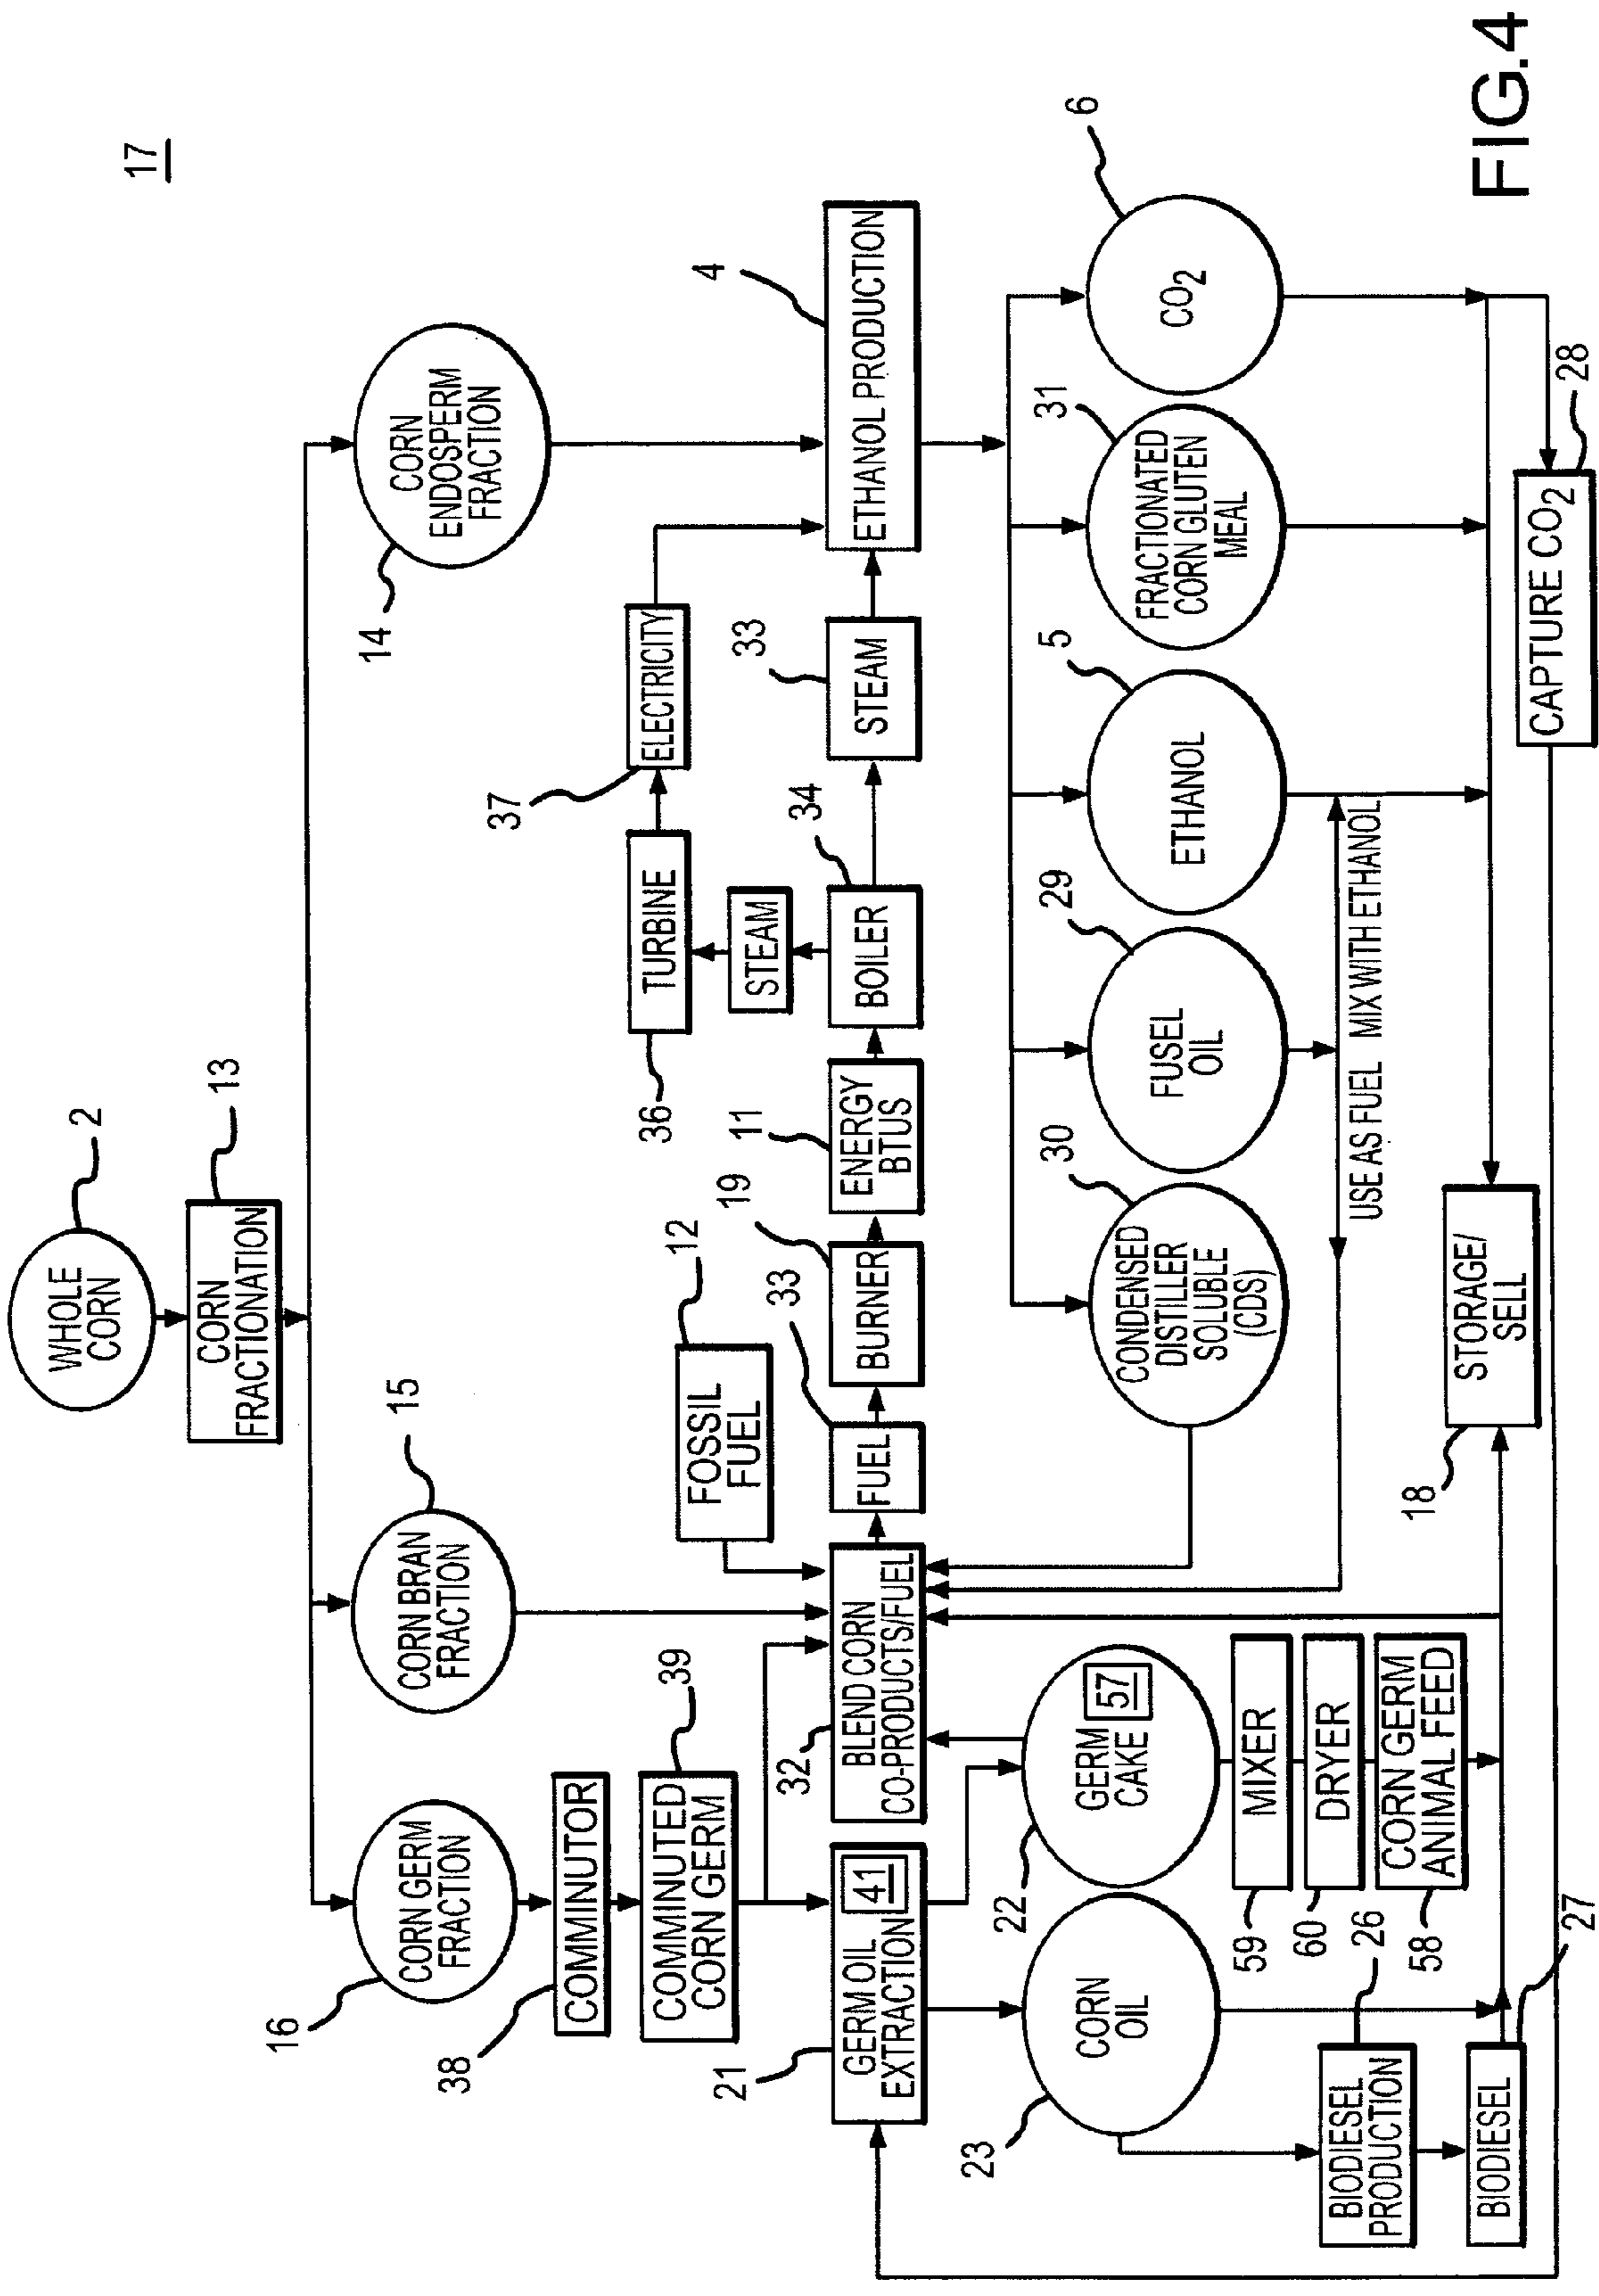 17
WHOLE
CORN
2
CORN
FRACTIONATION
13
CORN GERM
FRACTION
16
CORN BRAN
FRACTION
15
CORN
ENDOSPERM
FRACTION
14
COMMINUTOR
38
COMMINUTED
CORN GERM
39
FOSSIL
FUEL
12
TURBINE
36
ELECTRICITY
37
STEAM
GERM OIL
EXTRACTION
41
21
BLEND CORN
CO-PRODUCTS/FUEL
32
FUEL
33
BURNER
19
ENERGY
BTUS
11
BOILER
34
STEAM
33
ETHANOL PRODUCTION
4
CORN
OIL
23
GERM
CAKE
57
22
CONDENSED
DISTILLER
SOLUBLE
(CDS)
30
FUSEL
OIL
29
ETHANOL
5
FRACTIONATED
CORN GLUTEN
MEAL
31
CO2
6
MIXER
59
DRYER
60
CORN GERM
ANIMAL FEED
58
USE AS FUEL MIX WITH ETHANOL
BIODIESEL
PRODUCTION
26
BIODIESEL
27
STORAGE/
SELL
18
CAPTURE CO2
28
FIG.4